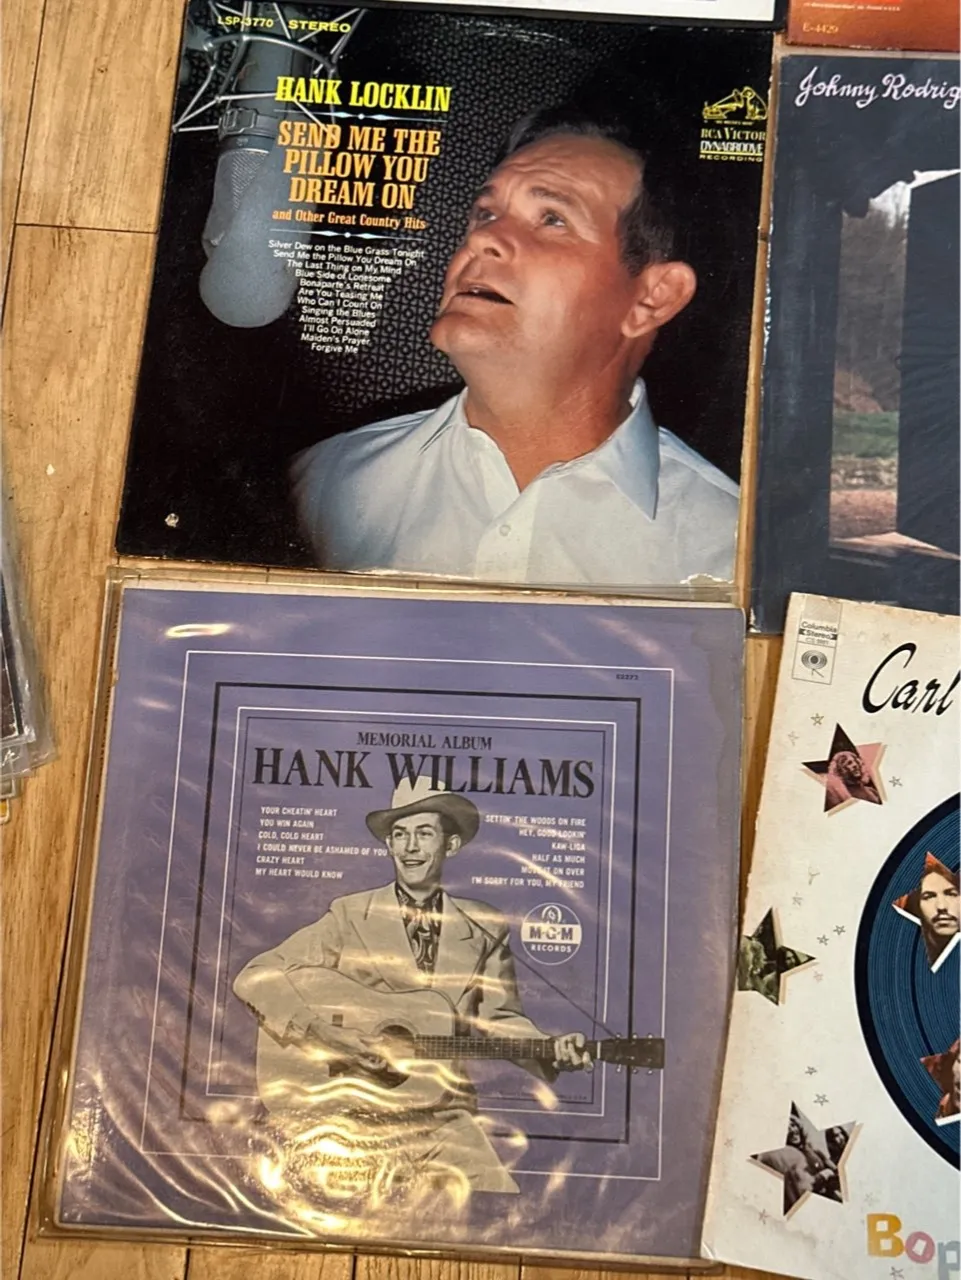 LSP-3770 STEREO
HANK LOCKLIN
SEND ME THE
PILLOW YOU
DREAM ON
and Other Great Country Hits
Silver Dew on the Blue Grass Tonight
Send Me the Pillow You Dream On
The Last Thing on My Mind
Blue Side of Lonesome
Bonaparte's Retreat
Are You Teasing Me
Who Can I Count On
Singing the Blues
Almost Persuaded
I'll Go On Alone
Maiden's Prayer
Forgive Me
RCA VICTOR
DYNAGROOVE
RECORDING
E-4429
Johnny Rodrig
MEMORIAL ALBUM
HANK WILLIAMS
YOUR CHEATIN' HEART
YOU WIN AGAIN
COLD, COLD HEART
I COULD NEVER BE ASHAMED OF YOU
CRAZY HEART
MY HEART WOULD KNOW
SETTIN' THE WOODS ON FIRE
HEY, GOOD LOOKIN'
KAW-LIGA
HALF AS MUCH
MOVE IT ON OVER
I'M SORRY FOR YOU, MY FRIEND
M-G-M
RECORDS
Columbia
Stereo
Carl
Bop